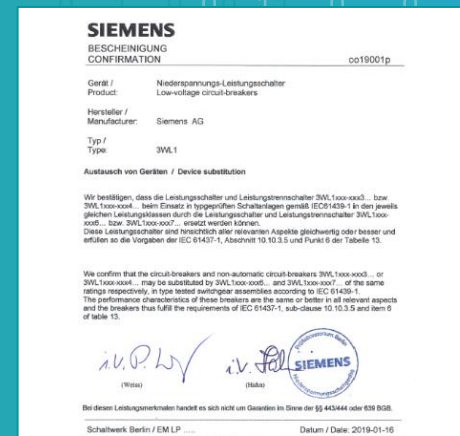 SIEMENS
BESCHEINIGUNG
CONFIRMATION co19001p
Gerät / Niederspannungs-Leistungsschalter
Product: Low-voltage circuit-breakers
Hersteller /
Manufacturer: Siemens AG
Typ /
Type: 3WL1
Austausch von Geräten / Device substitution
Wir bestätigen, dass die Leistungsschalter und Leistungstrennschalter 3WL1xxx-xxx3... bzw.
3WL1xxx-xxx4... beim Einsatz in typgeprüften Schaltanlagen gemäß IEC61439-1 in den jeweils
gleichen Leistungsklassen durch die Leistungsschalter und Leistungstrennschalter 3WL1xxx-
xxx6... bzw. 3WL1xxx-xxx7... ersetzt werden können.
Diese Leistungsschalter sind hinsichtlich aller relevanten Aspekte gleichwertig oder besser und
erfüllen so die Vorgaben der IEC 61437-1, Abschnitt 10.10.3.5 und Punkt 6 der Tabelle 13.
We confirm that the circuit-breakers and non-automatic circuit-breakers 3WL1xxx-xxx3... or
3WL1xxx-xxx4... may be substituted by 3WL1xxx-xxx6... and 3WL1xxx-xxx7... of the same
ratings respectively, in type tested switchgear assemblies according to IEC 61439-1.
The performance characteristics of these breakers are the same or better in all relevant aspects
and the breakers thus fulfill the requirements of IEC 61437-1, sub-clause 10.10.3.5 and item 6
of table 13.
i.V. i.V.
SIEMENS
(Weiss) (Hahn)
Bei diesen Leistungsmerkmalen handelt es sich nicht um Garantien im Sinne der §§ 443/444 oder 639 BGB.
Schaltwerk Berlin / EM LP ..... Datum / Date: 2019-01-16